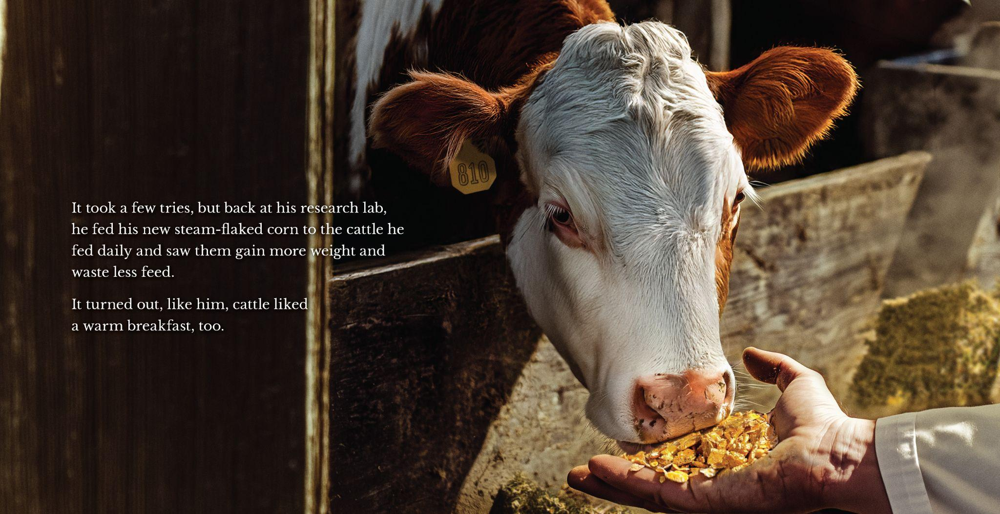 810
It took a few tries, but back at his research lab,
he fed his new steam-flaked corn to the cattle he
fed daily and saw them gain more weight and
waste less feed.
It turned out, like him, cattle liked
a warm breakfast, too.